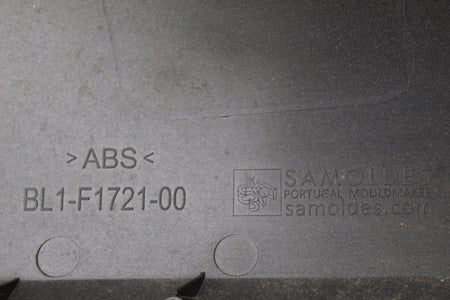 >ABS<
BL1-F1721-00
SAMOLDES
PORTUGAL MOULDMAKER
samoldes.com